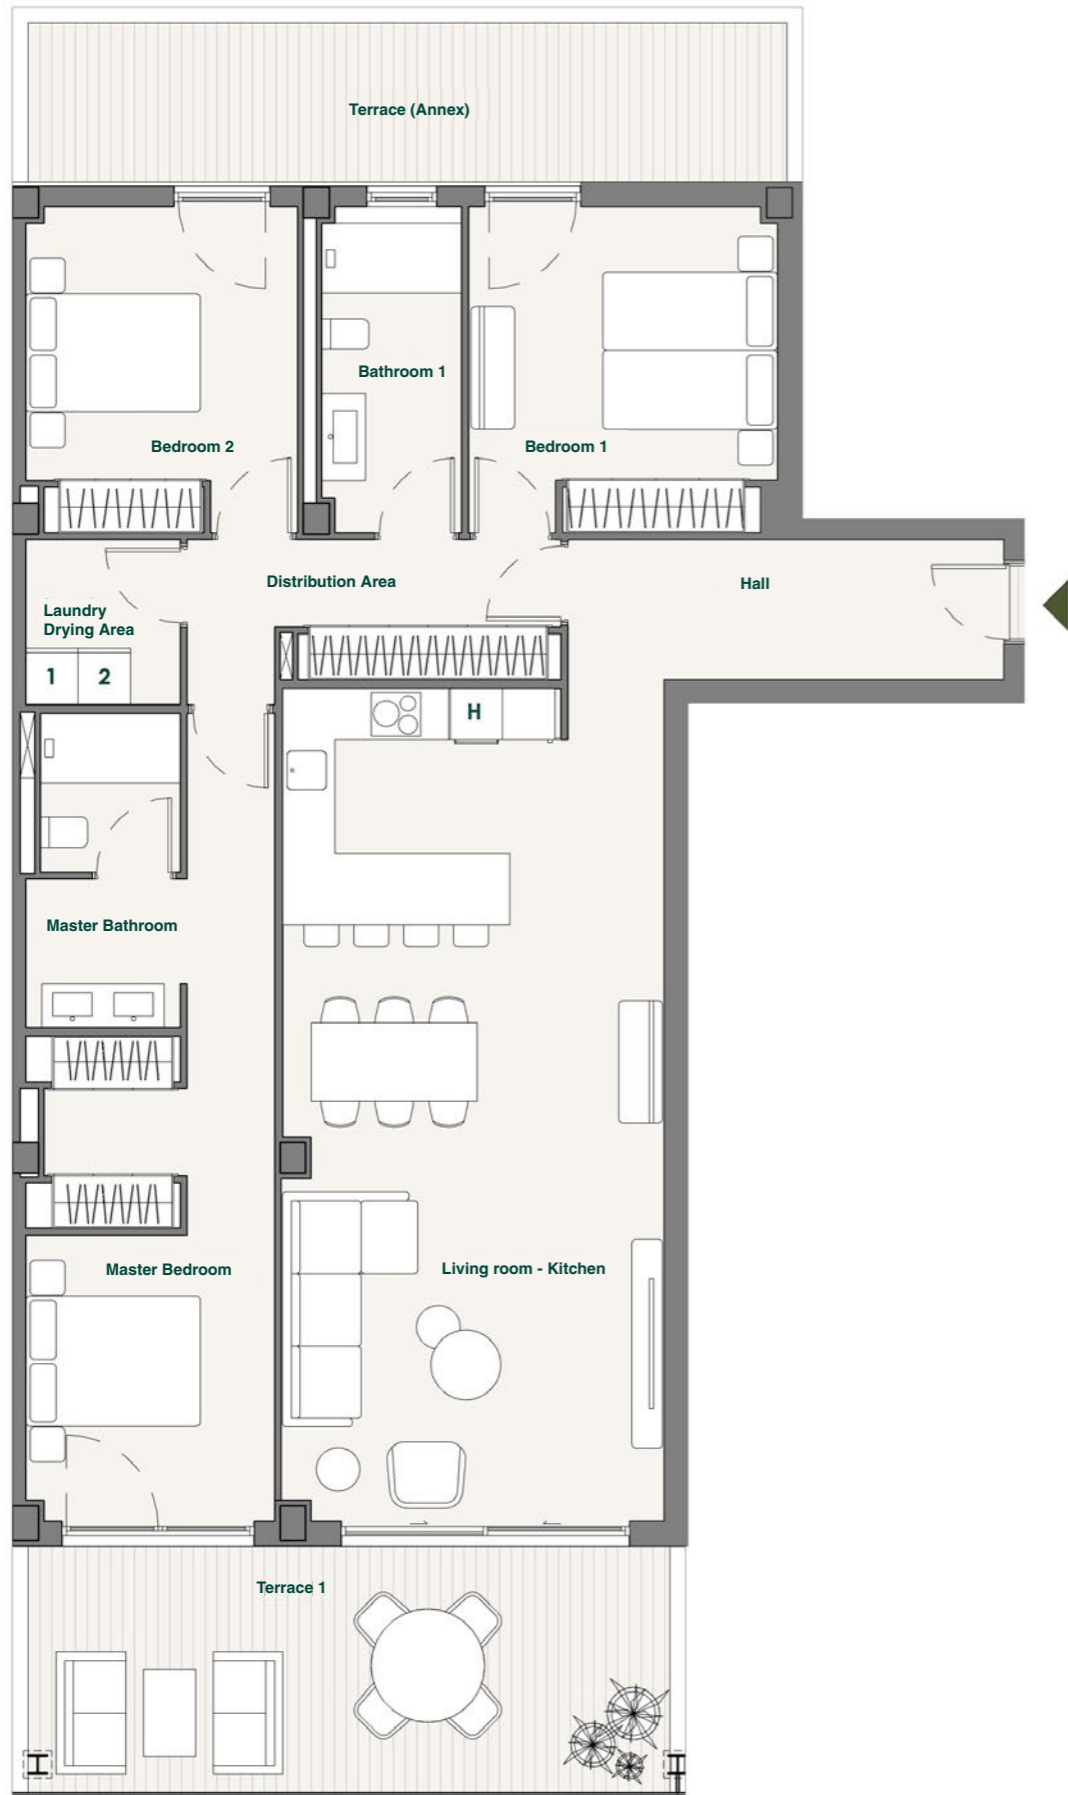 Terrace (Annex)
Bathroom 1
Bedroom 2
Bedroom 1
Distribution Area
Hall
Laundry
Drying Area
1
2
H
Master Bathroom
Master Bedroom
Living room - Kitchen
Terrace 1